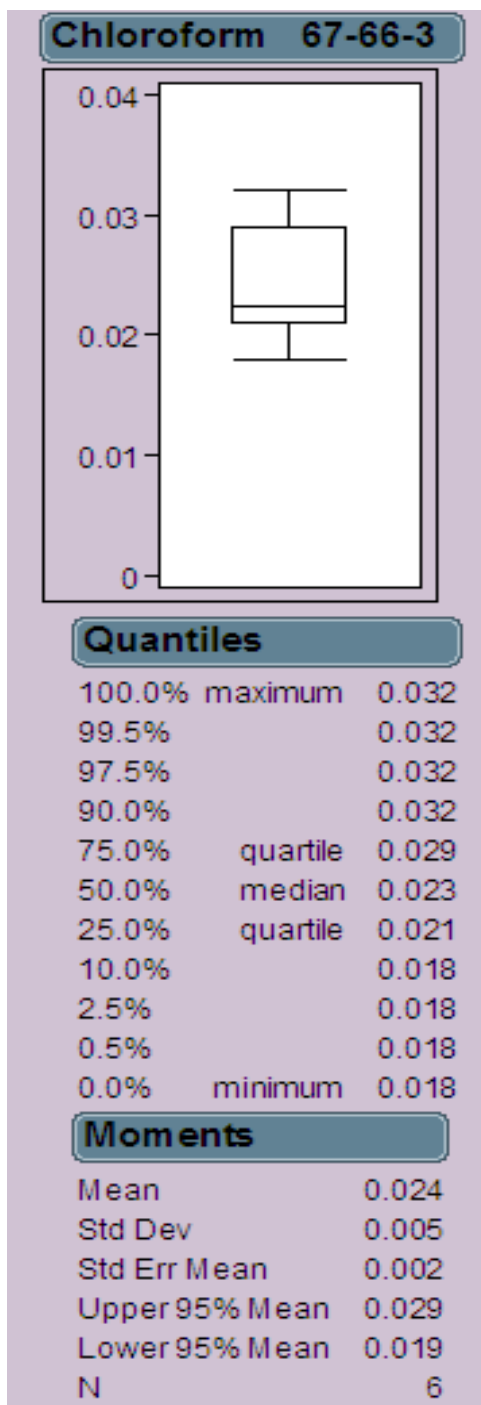 Chloroform 67-66-3
0.04
0.03
0.02
0.01
0
Quantiles
100.0% maximum 0.032
99.5% 0.032
97.5% 0.032
90.0% 0.032
75.0% quartile 0.029
50.0% median 0.023
25.0% quartile 0.021
10.0% 0.018
2.5% 0.018
0.5% 0.018
0.0% minimum 0.018
Moments
Mean 0.024
Std Dev 0.005
Std Err Mean 0.002
Upper 95% Mean 0.029
Lower 95% Mean 0.019
N 6